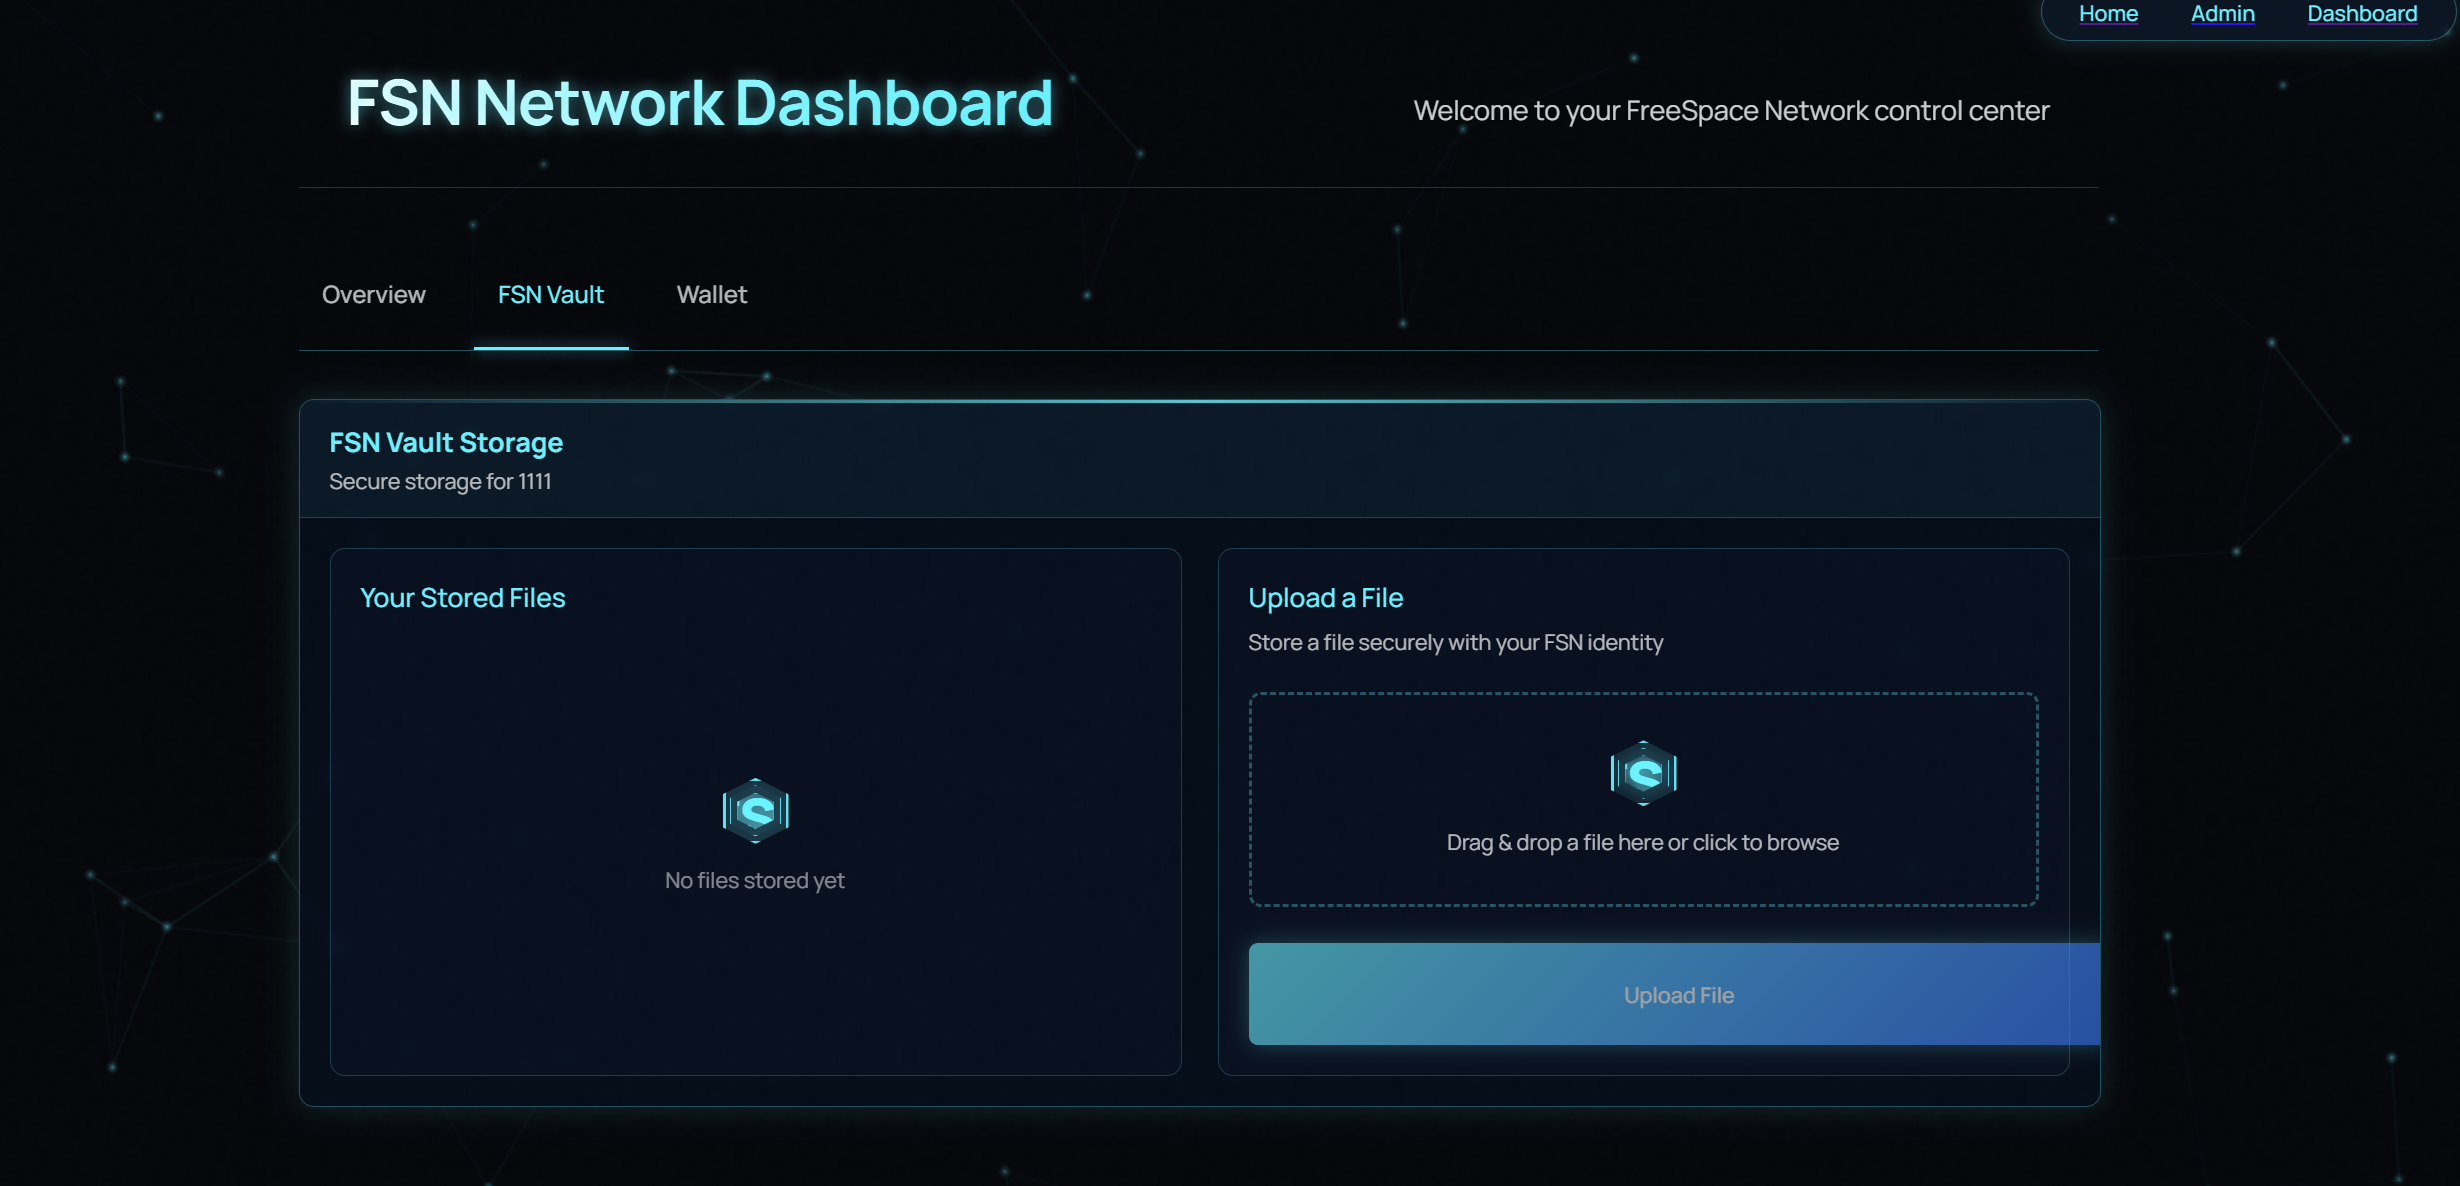 Home Admin Dashboard
FSN Network Dashboard
Welcome to your FreeSpace Network control center
Overview FSN Vault Wallet
FSN Vault Storage
Secure storage for 1111
Your Stored Files
S
No files stored yet
Upload a File
Store a file securely with your FSN identity
S
Drag & drop a file here or click to browse
Upload File